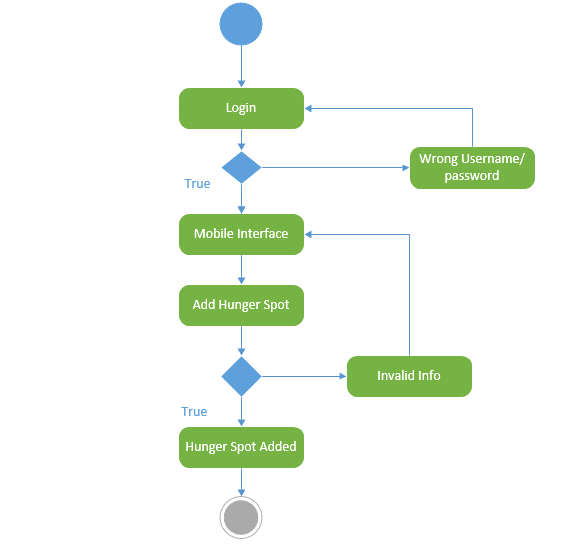 Login
Wrong Username/
password
True
Mobile Interface
Add Hunger Spot
Invalid Info
True
Hunger Spot Added